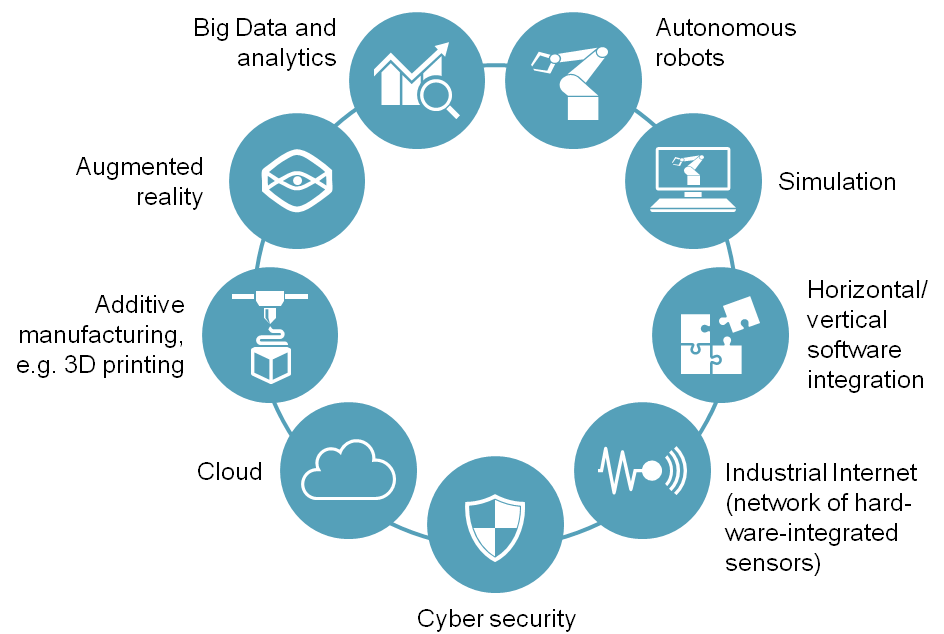 Big Data and
analytics
Autonomous
robots
Augmented
reality
Simulation
Additive
manufacturing,
e.g. 3D printing
Horizontal/
vertical
software
integration
Cloud
Industrial Internet
(network of hard-
ware-integrated
sensors)
Cyber security